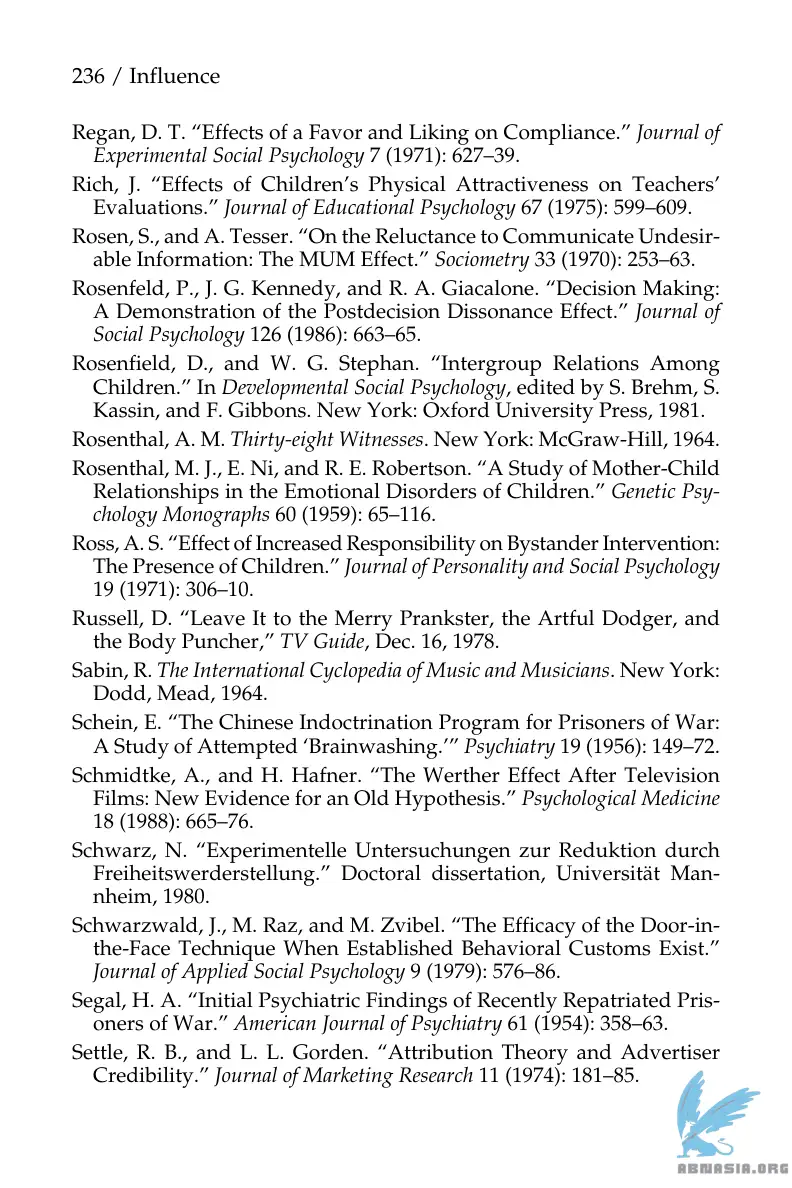 236 / Influence
Regan, D. T. “Effects of a Favor and Liking on Compliance.” Journal of
Experimental Social Psychology 7 (1971): 627–39.
Rich, J. “Effects of Children’s Physical Attractiveness on Teachers’
Evaluations.” Journal of Educational Psychology 67 (1975): 599–609.
Rosen, S., and A. Tesser. “On the Reluctance to Communicate Undesir-
able Information: The MUM Effect.” Sociometry 33 (1970): 253–63.
Rosenfeld, P., J. G. Kennedy, and R. A. Giacalone. “Decision Making:
A Demonstration of the Postdecision Dissonance Effect.” Journal of
Social Psychology 126 (1986): 663–65.
Rosenfield, D., and W. G. Stephan. “Intergroup Relations Among
Children.” In Developmental Social Psychology, edited by S. Brehm, S.
Kassin, and F. Gibbons. New York: Oxford University Press, 1981.
Rosenthal, A. M. Thirty-eight Witnesses. New York: McGraw-Hill, 1964.
Rosenthal, M. J., E. Ni, and R. E. Robertson. “A Study of Mother-Child
Relationships in the Emotional Disorders of Children.” Genetic Psy-
chology Monographs 60 (1959): 65–116.
Ross, A. S. “Effect of Increased Responsibility on Bystander Intervention:
The Presence of Children.” Journal of Personality and Social Psychology
19 (1971): 306–10.
Russell, D. “Leave It to the Merry Prankster, the Artful Dodger, and
the Body Puncher,” TV Guide, Dec. 16, 1978.
Sabin, R. The International Cyclopedia of Music and Musicians. New York:
Dodd, Mead, 1964.
Schein, E. “The Chinese Indoctrination Program for Prisoners of War:
A Study of Attempted ‘Brainwashing.’” Psychiatry 19 (1956): 149–72.
Schmidtke, A., and H. Hafner. “The Werther Effect After Television
Films: New Evidence for an Old Hypothesis.” Psychological Medicine
18 (1988): 665–76.
Schwarz, N. “Experimentelle Untersuchungen zur Reduktion durch
Freiheitswerderstellung.” Doctoral dissertation, Universität Man-
nheim, 1980.
Schwarzwald, J., M. Raz, and M. Zvibel. “The Efficacy of the Door-in-
the-Face Technique When Established Behavioral Customs Exist.”
Journal of Applied Social Psychology 9 (1979): 576–86.
Segal, H. A. “Initial Psychiatric Findings of Recently Repatriated Pris-
oners of War.” American Journal of Psychiatry 61 (1954): 358–63.
Settle, R. B., and L. L. Gorden. “Attribution Theory and Advertiser
Credibility.” Journal of Marketing Research 11 (1974): 181–85.
ABNASIA.ORG